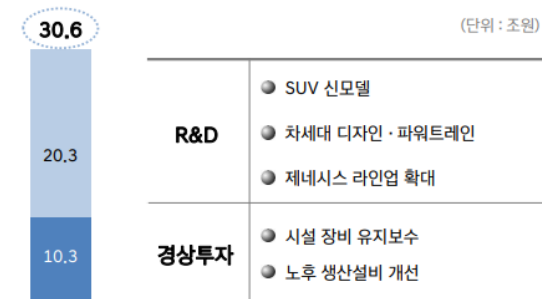 30.6
(단위 : 조원)
20.3
10.3
R&D
● SUV 신모델
● 차세대 디자인 · 파워트레인
● 제네시스 라인업 확대
경상투자
● 시설 장비 유지보수
● 노후 생산설비 개선